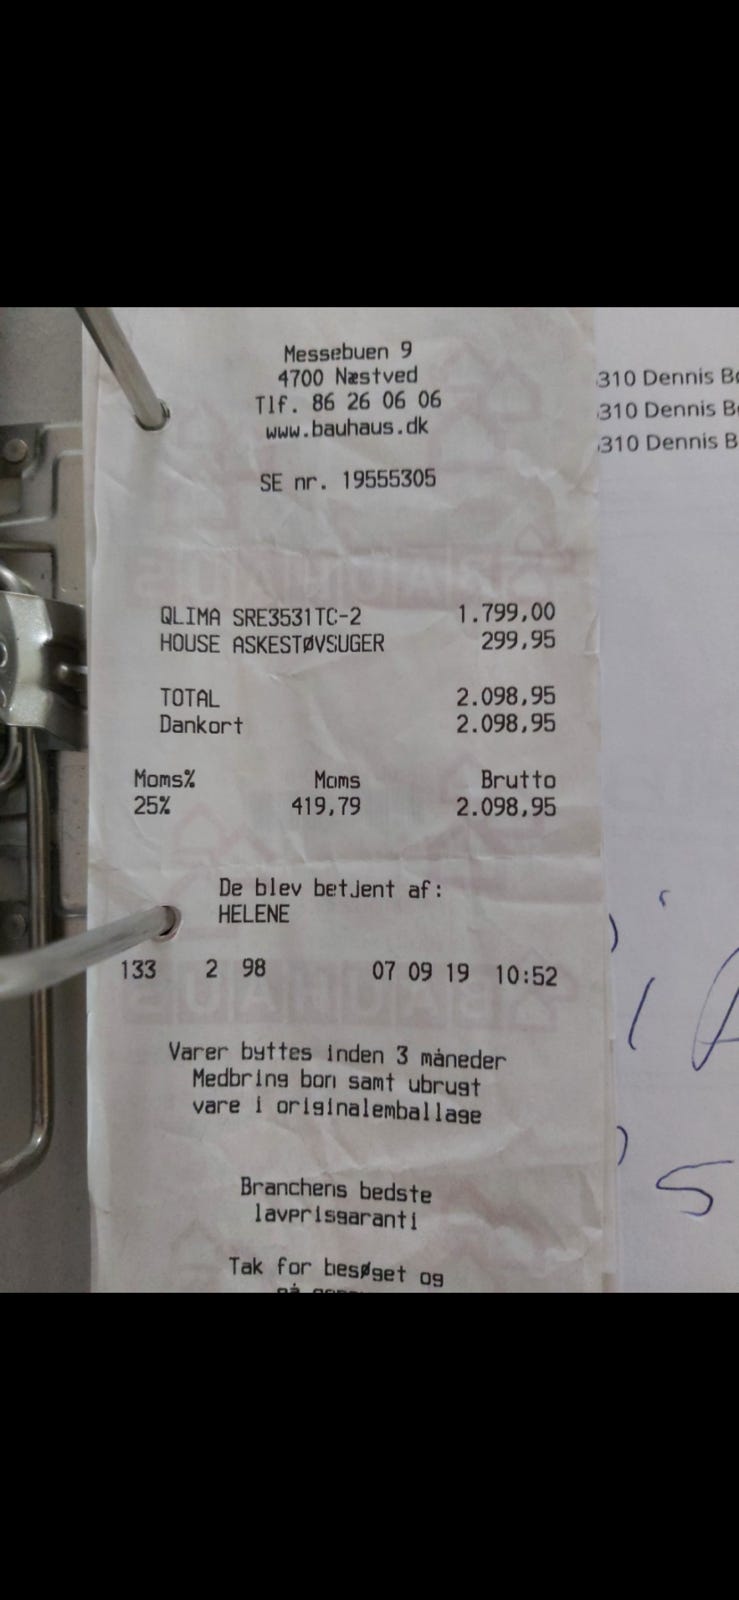 Messebuen 9
4700 Næstved
Tlf. 86 26 06 06
www.bauhaus.dk
SE nr. 19555305
QLIMA SRE3531TC-2 1.799,00
HOUSE ASKESTØVSUGER 299,95
TOTAL 2.098,95
Dankort 2.098,95
Moms% Moms Brutto
25% 419,79 2.098,95
De blev betjent af:
HELENE
133 2 98 07 09 19 10:52
Varer byttes inden 3 måneder
Medbring bon samt ubrugt
vare i originalemballage
Branchens bedste
lavprisgaranti
Tak for besøget og
310 Dennis
310 Dennis
310 Dennis
BAUHAUS
BAUHAUS